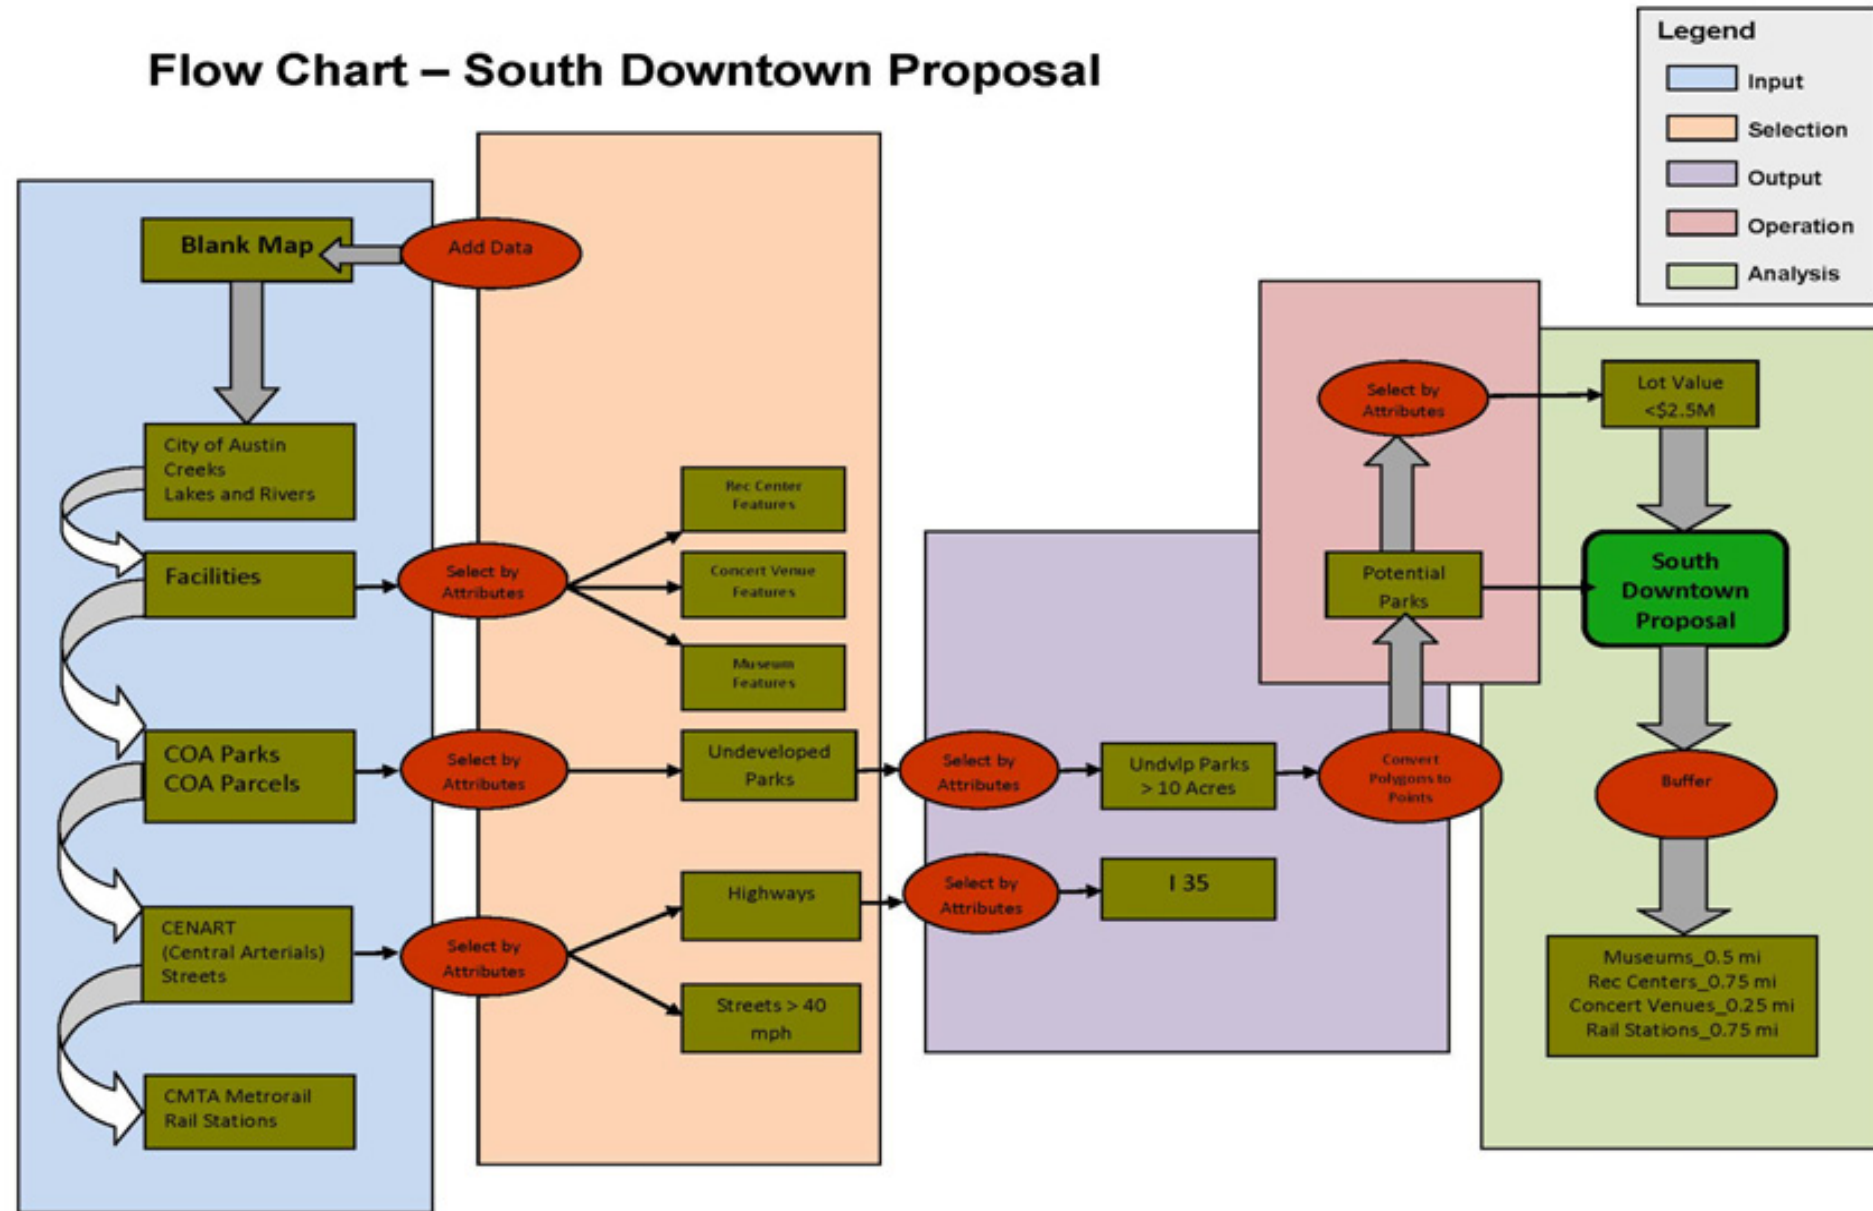 Flow Chart – South Downtown Proposal
Legend
Input
Selection
Output
Operation
Analysis
Blank Map
Add Data
City of Austin
Creeks
Lakes and Rivers
Facilities
Select by
Attributes
Rec Center
Features
Concert Venue
Features
Museum
Features
COA Parks
COA Parcels
Select by
Attributes
Undeveloped
Parks
Select by
Attributes
Undvlp Parks
> 10 Acres
Convert
Polygons to
Points
Potential
Parks
Select by
Attributes
Lot Value
<$2.5M
South
Downtown
Proposal
Buffer
Museums_0.5 mi
Rec Centers_0.75 mi
Concert Venues_0.25 mi
Rail Stations_0.75 mi
CENART
(Central Arterials)
Streets
Select by
Attributes
Highways
Streets > 40
mph
Select by
Attributes
I 35
CMTA Metrorail
Rail Stations